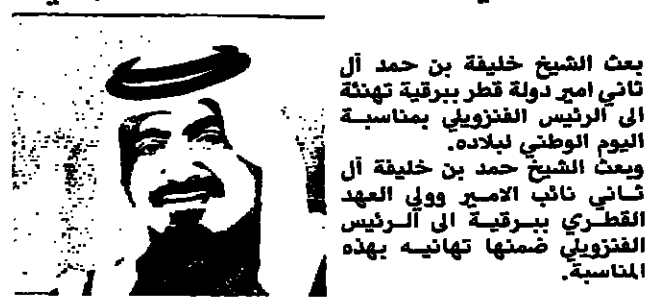 بعث الشيخ خليفة بن حمد آل
ثاني امير دولة قطر ببرقية تهنئة
الى الرئيس الفنزويلي بمناسبة
اليوم الوطني لبلاده.
وبعث الشيخ حمد بن خليفة آل
ثاني نائب الامير وولي العهد
القطري ببرقية الى الرئيس
الفنزويلي ضمنها تهانيه بهذه
المناسبة.